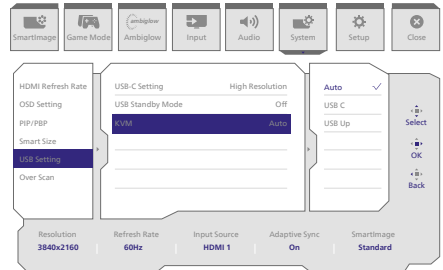 ambiglow
SmartImage Game Mode Ambiglow Input Audio System Setup Close
HDMI Refresh Rate USB-C Setting High Resolution Auto
OSD Setting USB Standby Mode Off USB C
PIP/PBP KVM Auto USB Up
Select
Smart Size
USB Setting
OK
Over Scan
Back
Resolution Refresh Rate Input Source Adaptive Sync SmartImage
3840x2160 60Hz HDMI 1 On Standard